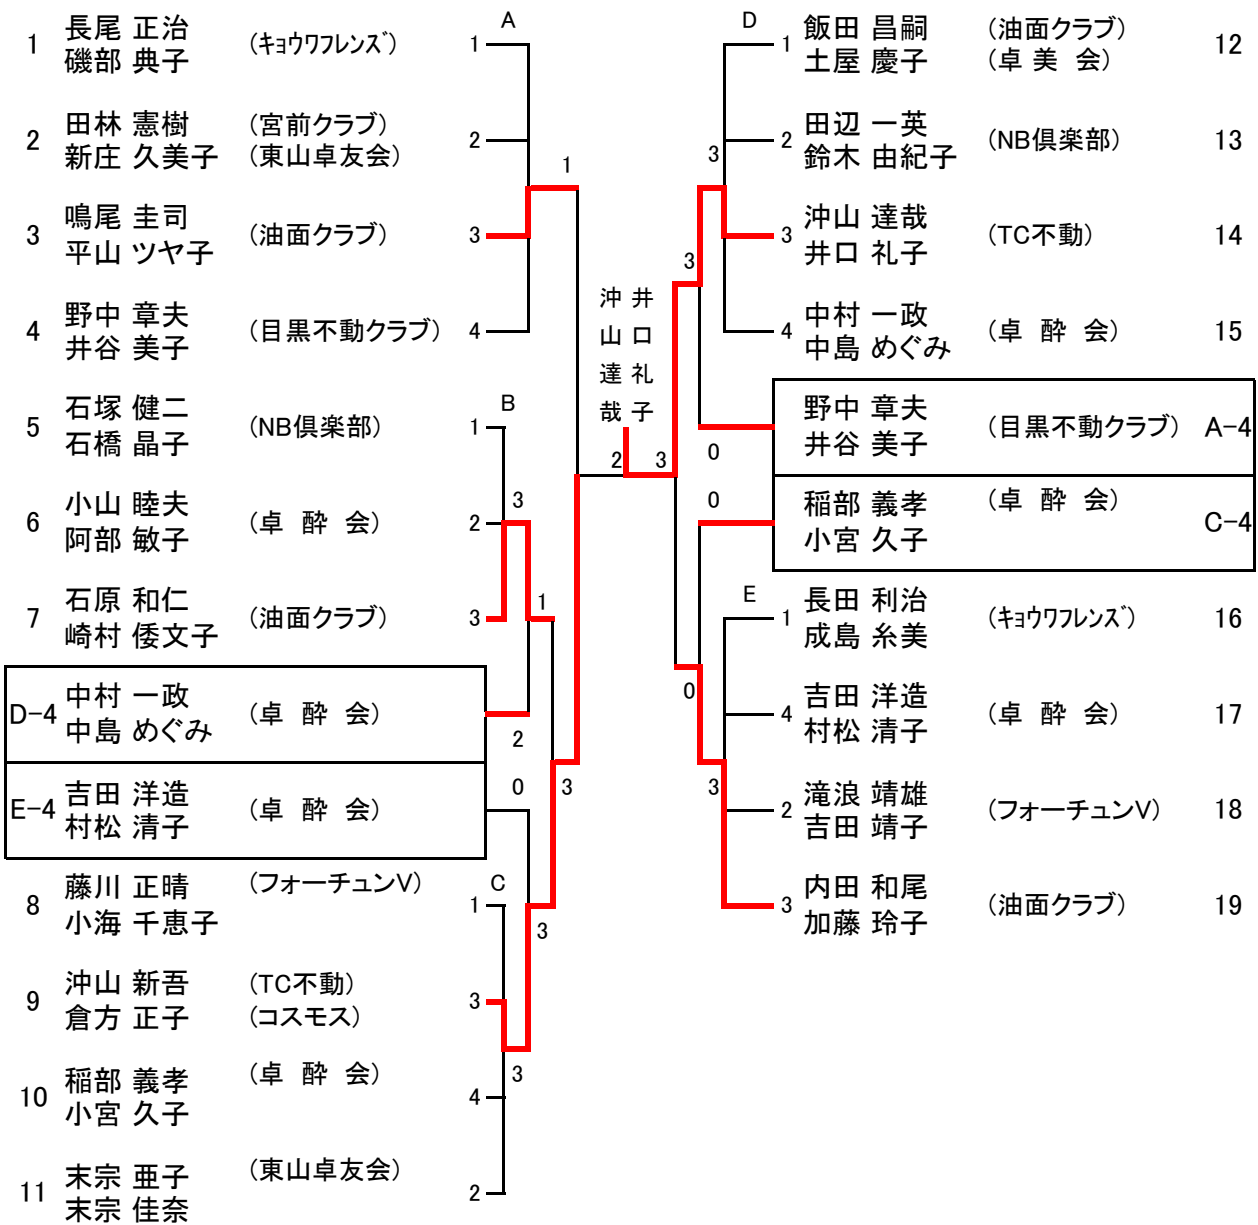 A
1 長尾 正治 (ｷｮｳﾜﾌﾚﾝｽﾞ) 1
磯部 典子
2 田林 憲樹 (宮前クラブ) 2
新庄 久美子 (東山卓友会)
1
3 鳴尾 圭司 (油面クラブ) 3
平山 ツヤ子
4 野中 章夫 (目黒不動クラブ) 4
井谷 美子
B
5 石塚 健二 (NB倶楽部) 1
石橋 晶子
3
6 小山 睦夫 (卓 酔 会) 2
阿部 敏子
7 石原 和仁 (油面クラブ) 3 1
崎村 倭文子
D-4 中村 一政 (卓 酔 会)
中島 めぐみ
2
0 3
E-4 吉田 洋造 (卓 酔 会)
村松 清子
C
8 藤川 正晴 (フォーチュンV) 1
小海 千恵子
3
9 沖山 新吾 (TC不動) 3
倉方 正子 (コスモス)
3
10 稲部 義孝 (卓 酔 会) 4
小宮 久子
11 末宗 亜子 (東山卓友会) 2
末宗 佳奈
沖山達哉
井口礼子
2 3
D
1 飯田 昌嗣 (油面クラブ) 12
土屋 慶子 (卓 美 会)
2 田辺 一英 (NB倶楽部) 13
鈴木 由紀子
3
3 沖山 達哉 (TC不動) 14
井口 礼子
3
4 中村 一政 (卓 酔 会) 15
中島 めぐみ
野中 章夫 (目黒不動クラブ) A-4
井谷 美子
0
0
稲部 義孝 (卓 酔 会) C-4
小宮 久子
E
1 長田 利治 (ｷｮｳﾜﾌﾚﾝｽﾞ) 16
成島 糸美
0
4 吉田 洋造 (卓 酔 会) 17
村松 清子
3
2 滝浪 靖雄 (フォーチュンV) 18
吉田 靖子
3 内田 和尾 (油面クラブ) 19
加藤 玲子